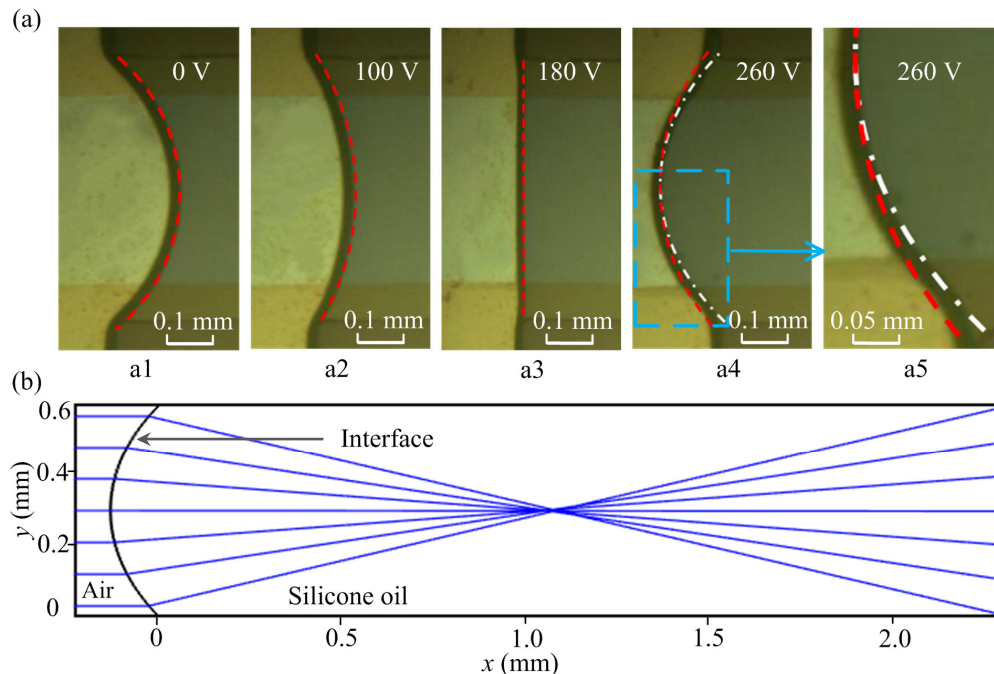 (a)
0 V
100 V
180 V
260 V
260 V
0.1 mm
0.1 mm
0.1 mm
0.1 mm
0.05 mm
a1
a2
a3
a4
a5
(b)
0.6
0.4
0.2
0
y (mm)
Interface
Air
Silicone oil
0
0.5
1.0
1.5
2.0
x (mm)